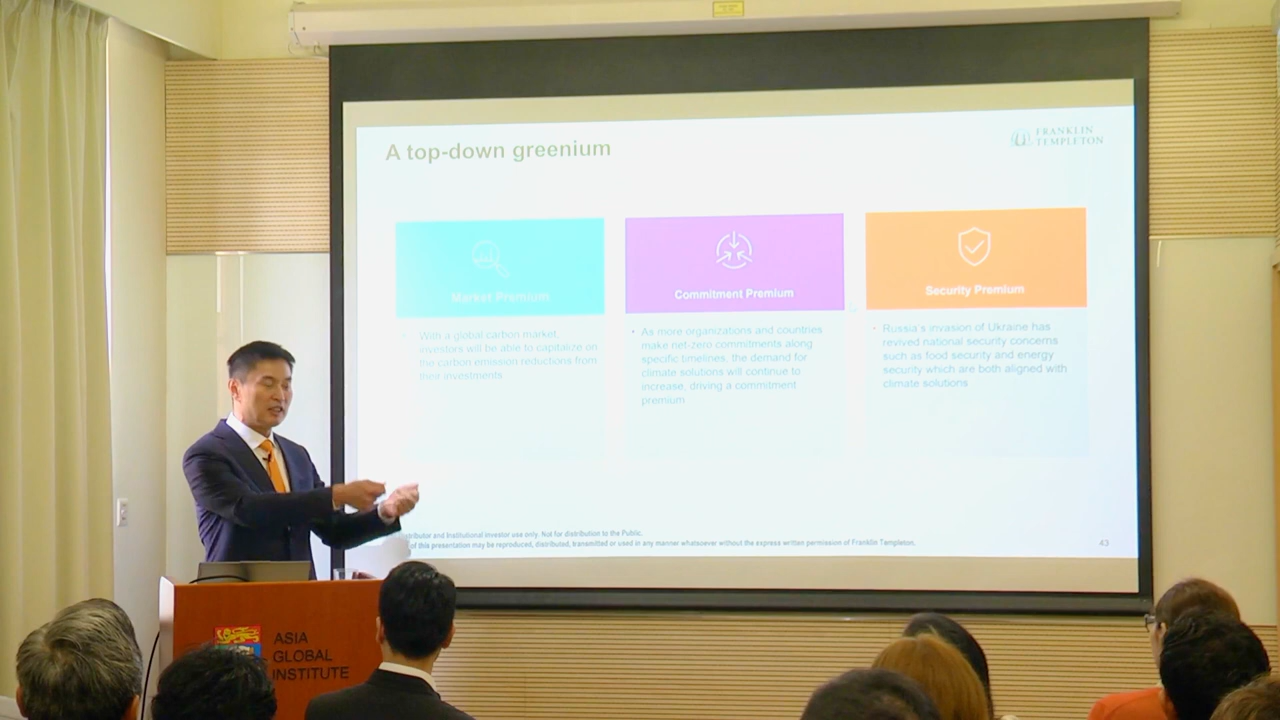 A top-down greenium
FRANKLIN
TEMPLETON
Market Premium
With a global carbon market,
investors will be able to capitalize on
the carbon emission reductions from
their investments
Commitment Premium
• As more organizations and countries
make net-zero commitments along
specific timelines, the demand for
climate solutions will continue to
increase, driving a commitment
premium
Security Premium
• Russia's invasion of Ukraine has
revived national security concerns
such as food security and energy
security which are both aligned with
climate solutions
and Institutional Investor use only. Not for distribution to the Public.
of this presentation may be reproduced, distributed, transmitted or used in any manner whatsoever without the express written permission of Franklin Templeton.
43
ASIA
GLOBAL
INSTITUTE